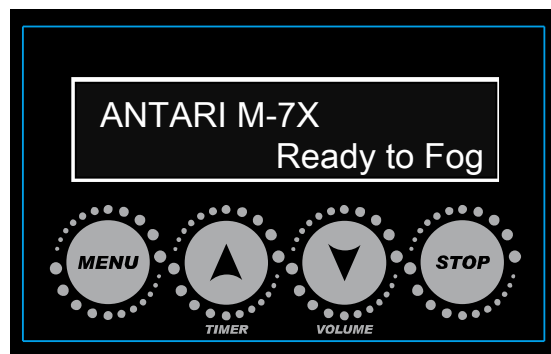 ANTARI M-7X
Ready to Fog
MENU
STOP
TIMER
VOLUME